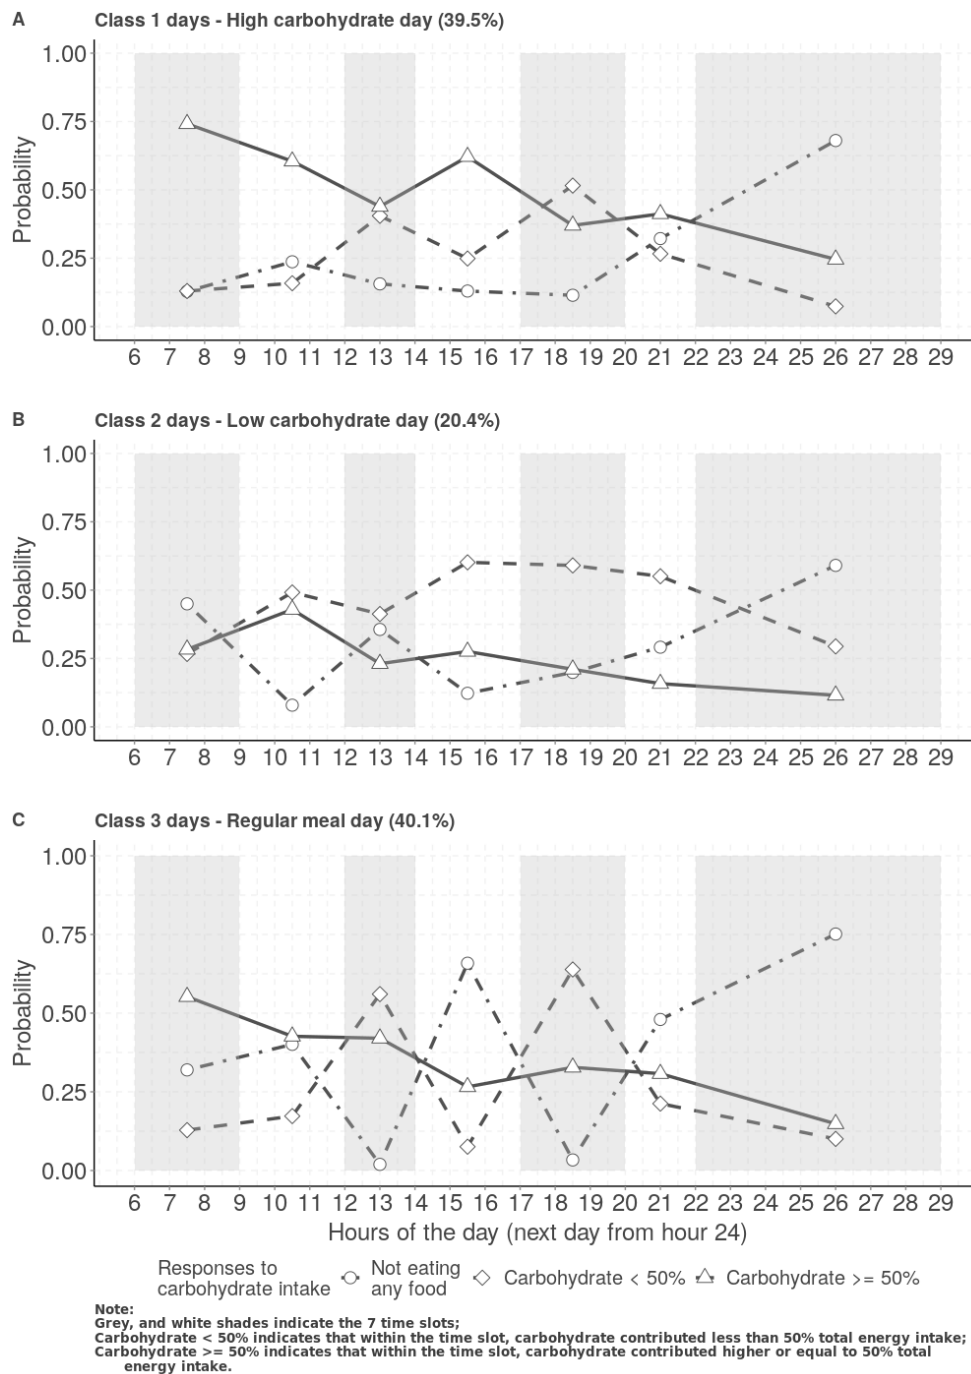 A
Class 1 days - High carbohydrate day (39.5%)
1.00
0.75
0.50
0.25
0.00
Probability
6 7 8 9 10 11 12 13 14 15 16 17 18 19 20 21 22 23 24 25 26 27 28 29
B
Class 2 days - Low carbohydrate day (20.4%)
1.00
0.75
0.50
0.25
0.00
Probability
6 7 8 9 10 11 12 13 14 15 16 17 18 19 20 21 22 23 24 25 26 27 28 29
C
Class 3 days - Regular meal day (40.1%)
1.00
0.75
0.50
0.25
0.00
Probability
6 7 8 9 10 11 12 13 14 15 16 17 18 19 20 21 22 23 24 25 26 27 28 29
Hours of the day (next day from hour 24)
Responses to
carbohydrate intake
Not eating
any food
Carbohydrate < 50%
Carbohydrate >= 50%
Note:
Grey, and white shades indicate the 7 time slots;
Carbohydrate < 50% indicates that within the time slot, carbohydrate contributed less than 50% total energy intake;
Carbohydrate >= 50% indicates that within the time slot, carbohydrate contributed higher or equal to 50% total
energy intake.